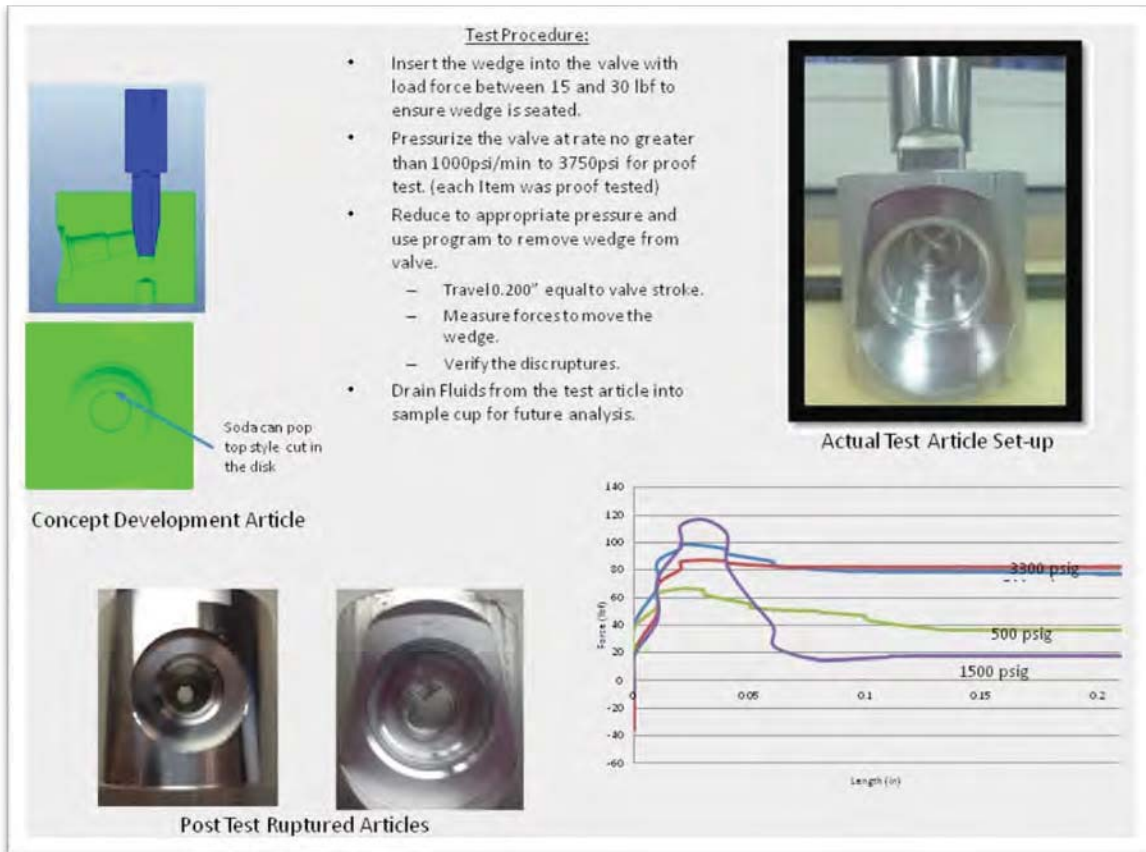 Test Procedure:
• Insert the wedge into the valve with
load force between 15 and 30 lbf to
ensure wedge is seated.
• Pressurize the valve at rate no greater
than 1000psi/min to 3750psi for proof
test. (each Item was proof tested)
• Reduce to appropriate pressure and
use program to remove wedge from
valve.
– Travel 0.200" equal to valve stroke.
– Measure forces to move the
wedge.
– Verify the disc ruptures.
• Drain Fluids from the test article into
sample cup for future analysis.
Soda can pop
top style cut in
the disk
Concept Development Article
Actual Test Article Set-up
Post Test Ruptured Articles
140
120
100
80
60
40
20
0
-20
-40
-60
Force (lbf)
0
0.05
0.1
0.15
0.2
Length (in)
3300 psig
500 psig
1500 psig